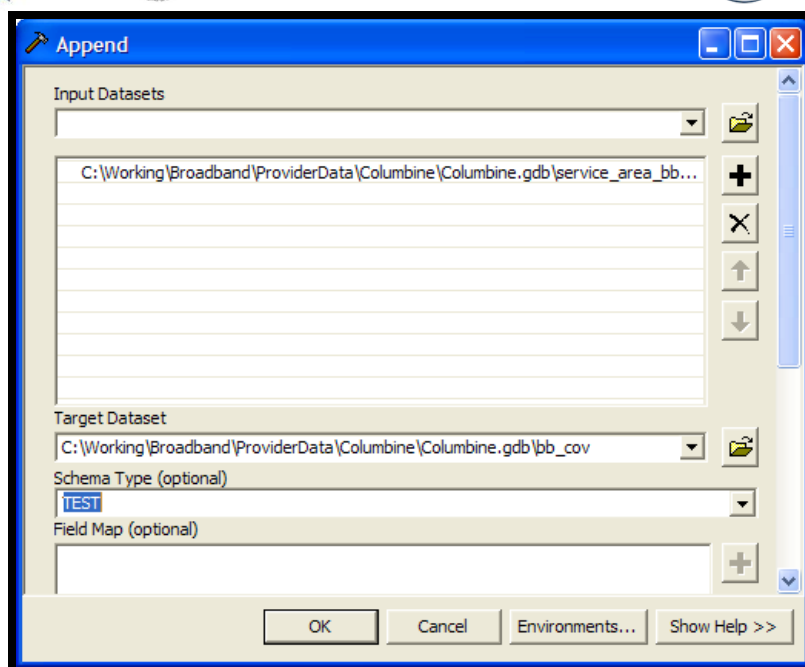 Append
Input Datasets
C:\Working\Broadband\ProviderData\Columbine\Columbine.gdb\service_area_bb...
Target Dataset
C:\Working\Broadband\ProviderData\Columbine\Columbine.gdb\bb_cov
Schema Type (optional)
TEST
Field Map (optional)
OK Cancel Environments... Show Help >>